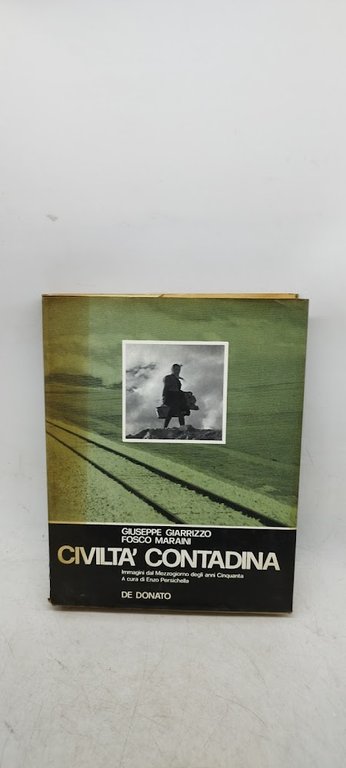 GIUSEPPE GIARRIZZO
FOSCO MARAINI
CIVILTA' CONTADINA
Immagini dal Mezzogiorno degli anni Cinquanta
A cura di Enzo Persichella
DE DONATO